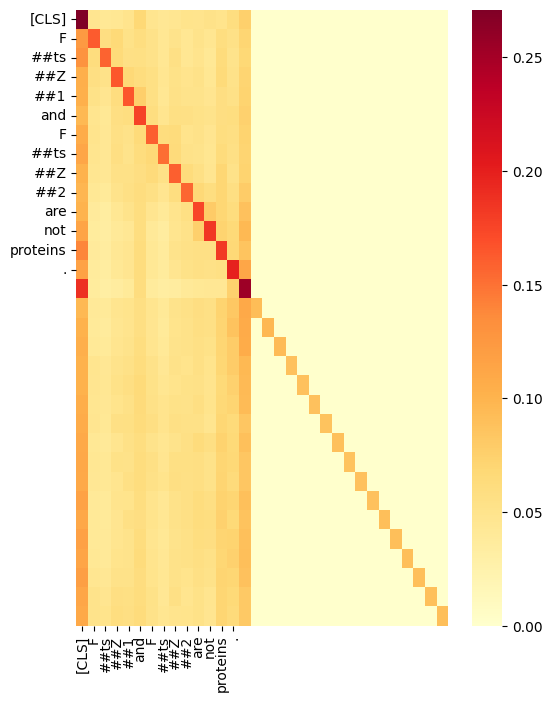 [CLS]
F
##ts
##Z
##1
and
F
##ts
##Z
##2
are
not
proteins
.
0.25
0.20
0.15
0.10
0.05
0.00
[CLS]
F
##ts
##Z
##1
and
F
##ts
##Z
##2
are
not
proteins
.